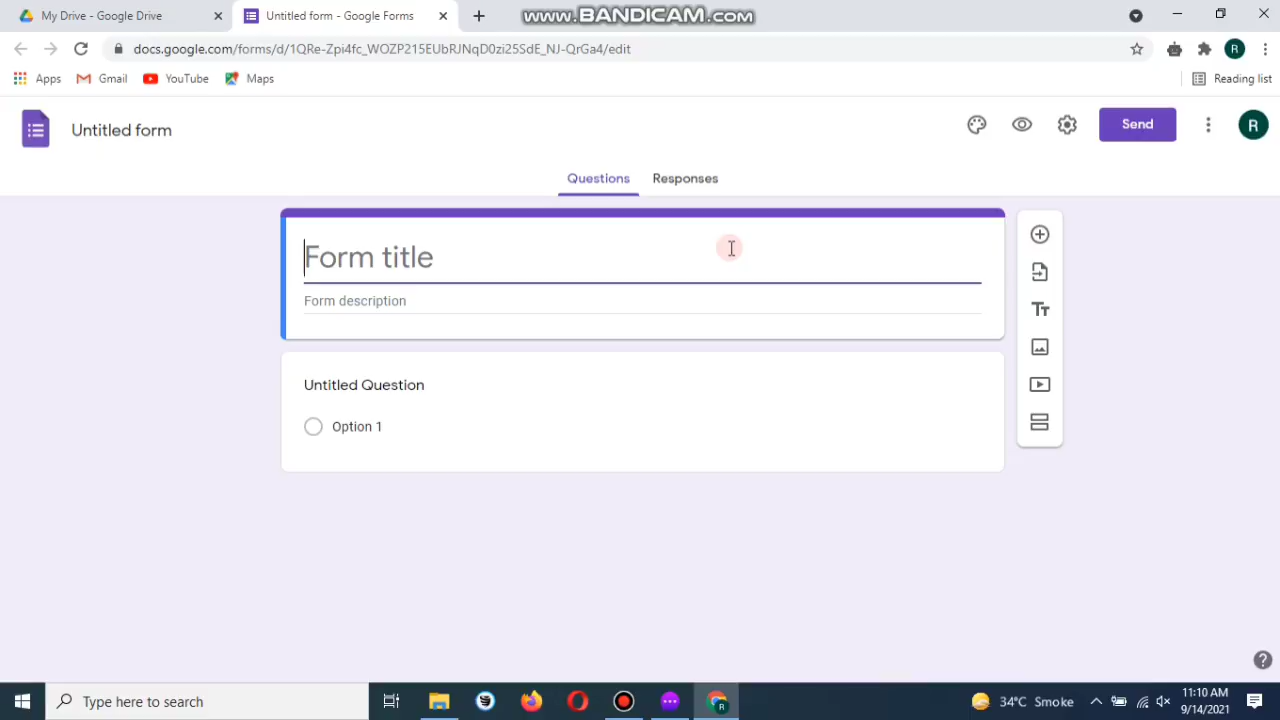 My Drive - Google Drive
Untitled form - Google Forms
www.BANDICAM.com
docs.google.com/forms/d/1QRe-Zpi4fc_WOZP215EUbRJNqD0zi25SdE_NJ-QrGa4/edit
R
Apps
Gmail
YouTube
Maps
Reading list
Untitled form
Send
R
Questions
Responses
Form title
Form description
Tт
Untitled Question
Option 1
Type here to search
R
34°C Smoke
11:10 AM
9/14/2021